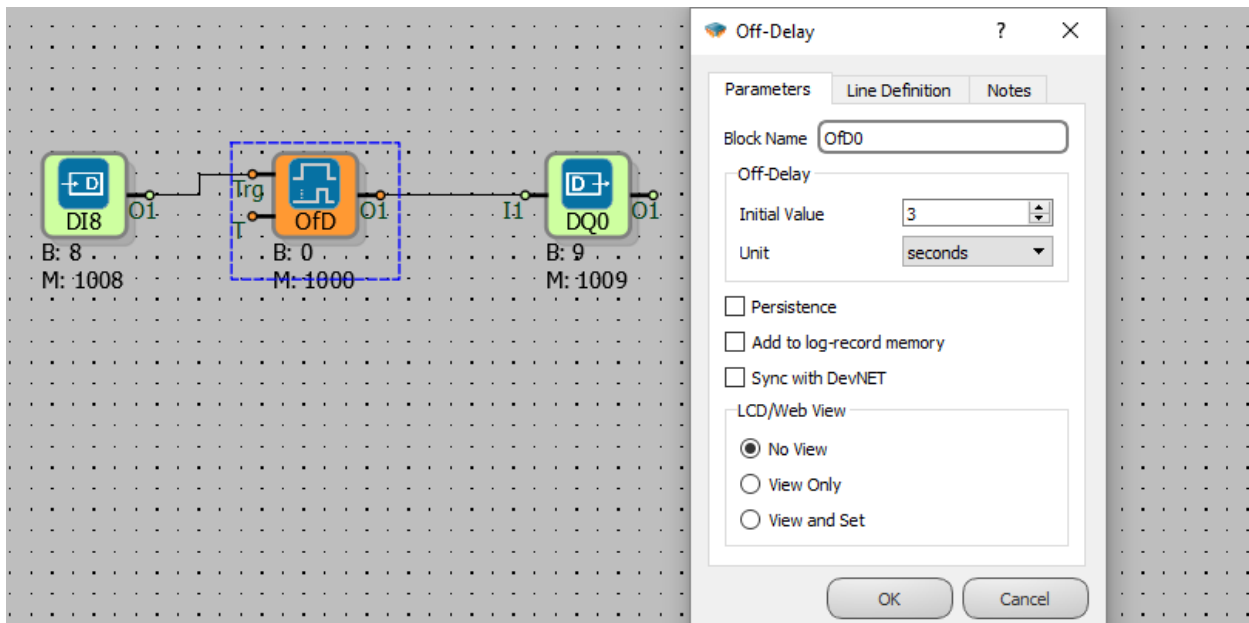 Trg
O1
T
OfD
O1
B: 0
M: 1000
DI8
O1
B: 8
M: 1008
I1
DQ0
O1
B: 9
M: 1009
D
D
Off-Delay
?
Parameters
Line Definition
Notes
Block Name OfD0
Off-Delay
Initial Value 3
Unit seconds
Persistence
Add to log-record memory
Sync with DevNET
LCD/Web View
No View
View Only
View and Set
OK Cancel